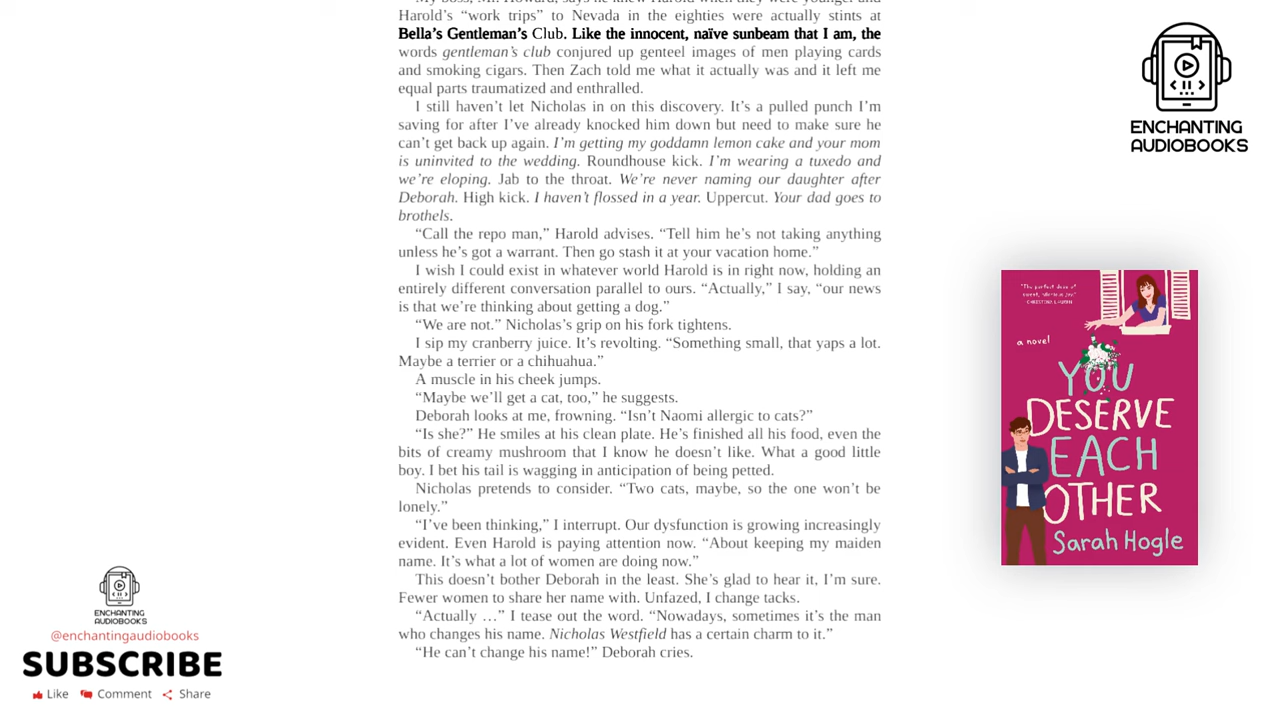 My boss, Mr. Howard, says he knew Harold when they were younger and
Harold’s “work trips” to Nevada in the eighties were actually stints at
Bella’s Gentleman’s Club. Like the innocent, naïve sunbeam that I am, the
words gentleman’s club conjured up genteel images of men playing cards
and smoking cigars. Then Zach told me what it actually was and it left me
equal parts traumatized and enthralled.
I still haven’t let Nicholas in on this discovery. It’s a pulled punch I’m
saving for after I’ve already knocked him down but need to make sure he
can’t get back up again. I’m getting my goddamn lemon cake and your mom
is uninvited to the wedding. Roundhouse kick. I’m wearing a tuxedo and
we’re eloping. Jab to the throat. We’re never naming our daughter after
Deborah. High kick. I haven’t flossed in a year. Uppercut. Your dad goes to
brothels.
“Call the repo man,” Harold advises. “Tell him he’s not taking anything
unless he’s got a warrant. Then go stash it at your vacation home.”
I wish I could exist in whatever world Harold is in right now, holding an
entirely different conversation parallel to ours. “Actually,” I say, “our news
is that we’re thinking about getting a dog.”
“We are not.” Nicholas’s grip on his fork tightens.
I sip my cranberry juice. It’s revolting. “Something small, that yaps a lot.
Maybe a terrier or a chihuahua.”
A muscle in his cheek jumps.
“Maybe we’ll get a cat, too,” he suggests.
Deborah looks at me, frowning. “Isn’t Naomi allergic to cats?”
“Is she?” He smiles at his clean plate. He’s finished all his food, even the
bits of creamy mushroom that I know he doesn’t like. What a good little
boy. I bet his tail is wagging in anticipation of being petted.
Nicholas pretends to consider. “Two cats, maybe, so the one won’t be
lonely.”
“I’ve been thinking,” I interrupt. Our dysfunction is growing increasingly
evident. Even Harold is paying attention now. “About keeping my maiden
name. It’s what a lot of women are doing now.”
This doesn’t bother Deborah in the least. She’s glad to hear it, I’m sure.
Fewer women to share her name with. Unfazed, I change tacks.
“Actually …” I tease out the word. “Nowadays, sometimes it’s the man
who changes his name. Nicholas Westfield has a certain charm to it.”
“He can’t change his name!” Deborah cries.
ENCHANTING
AUDIOBOOKS
a novel
YOU
DESERVE
EACH
OTHER
Sarah Hogle
ENCHANTING
AUDIOBOOKS
@enchantingaudiobooks
SUBSCRIBE
Like Comment Share